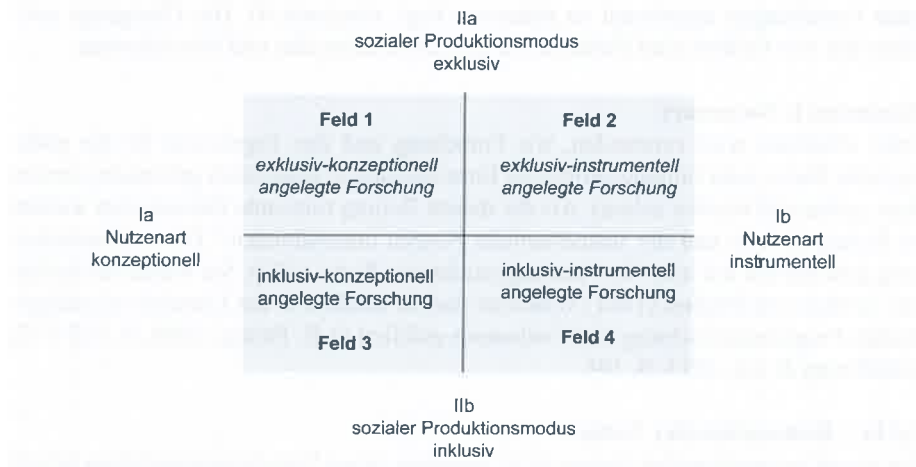 IIa
sozialer Produktionsmodus
exklusiv
Feld 1
exklusiv-konzeptionell
angelegte Forschung
Feld 2
exklusiv-instrumentell
angelegte Forschung
Ia
Nutzenart
konzeptionell
Ib
Nutzenart
instrumentell
inklusiv-konzeptionell
angelegte Forschung
Feld 3
inklusiv-instrumentell
angelegte Forschung
Feld 4
IIb
sozialer Produktionsmodus
inklusiv